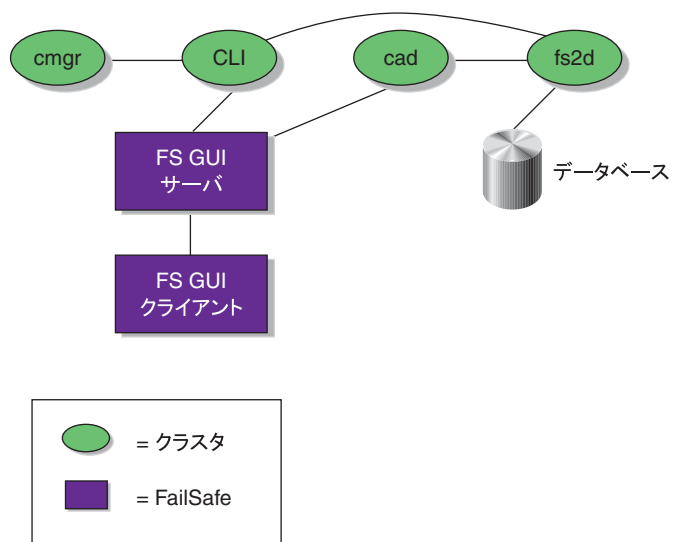 cmgr
CLI
cad
fs2d
FS GUI
サーバ
データベース
FS GUI
クライアント
= クラスタ
= FailSafe